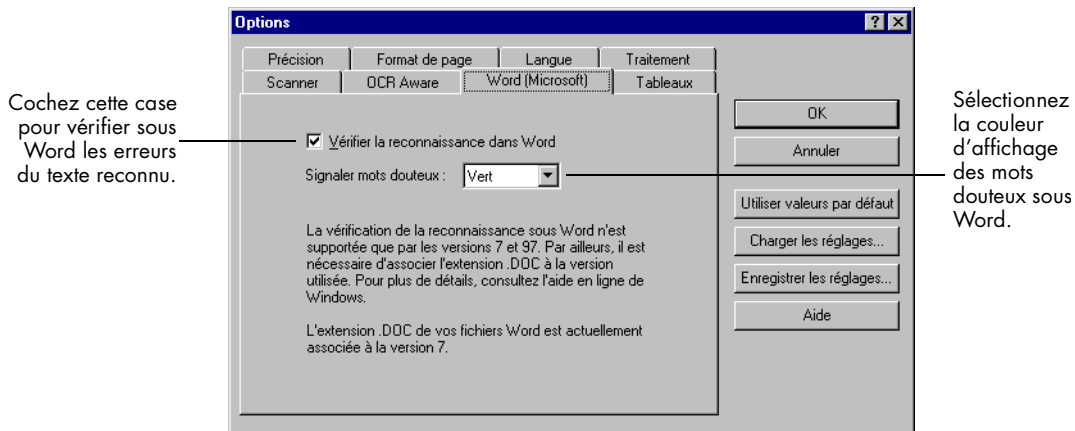 Options
Précision
Format de page
Langue
Traitement
Scanner
OCR Aware
Word (Microsoft)
Tableaux
Cochez cette case
pour vérifier sous
Word les erreurs
du texte reconnu.
Vérifier la reconnaissance dans Word
Signaler mots douteux :
Vert
La vérification de la reconnaissance sous Word n'est
supportée que par les versions 7 et 97. Par ailleurs, il est
nécessaire d'associer l'extension .DOC à la version
utilisée. Pour plus de détails, consultez l'aide en ligne de
Windows.
L'extension .DOC de vos fichiers Word est actuellement
associée à la version 7.
OK
Annuler
Utiliser valeurs par défaut
Charger les réglages...
Enregistrer les réglages...
Aide
Sélectionnez
la couleur
d'affichage
des mots
douteux sous
Word.